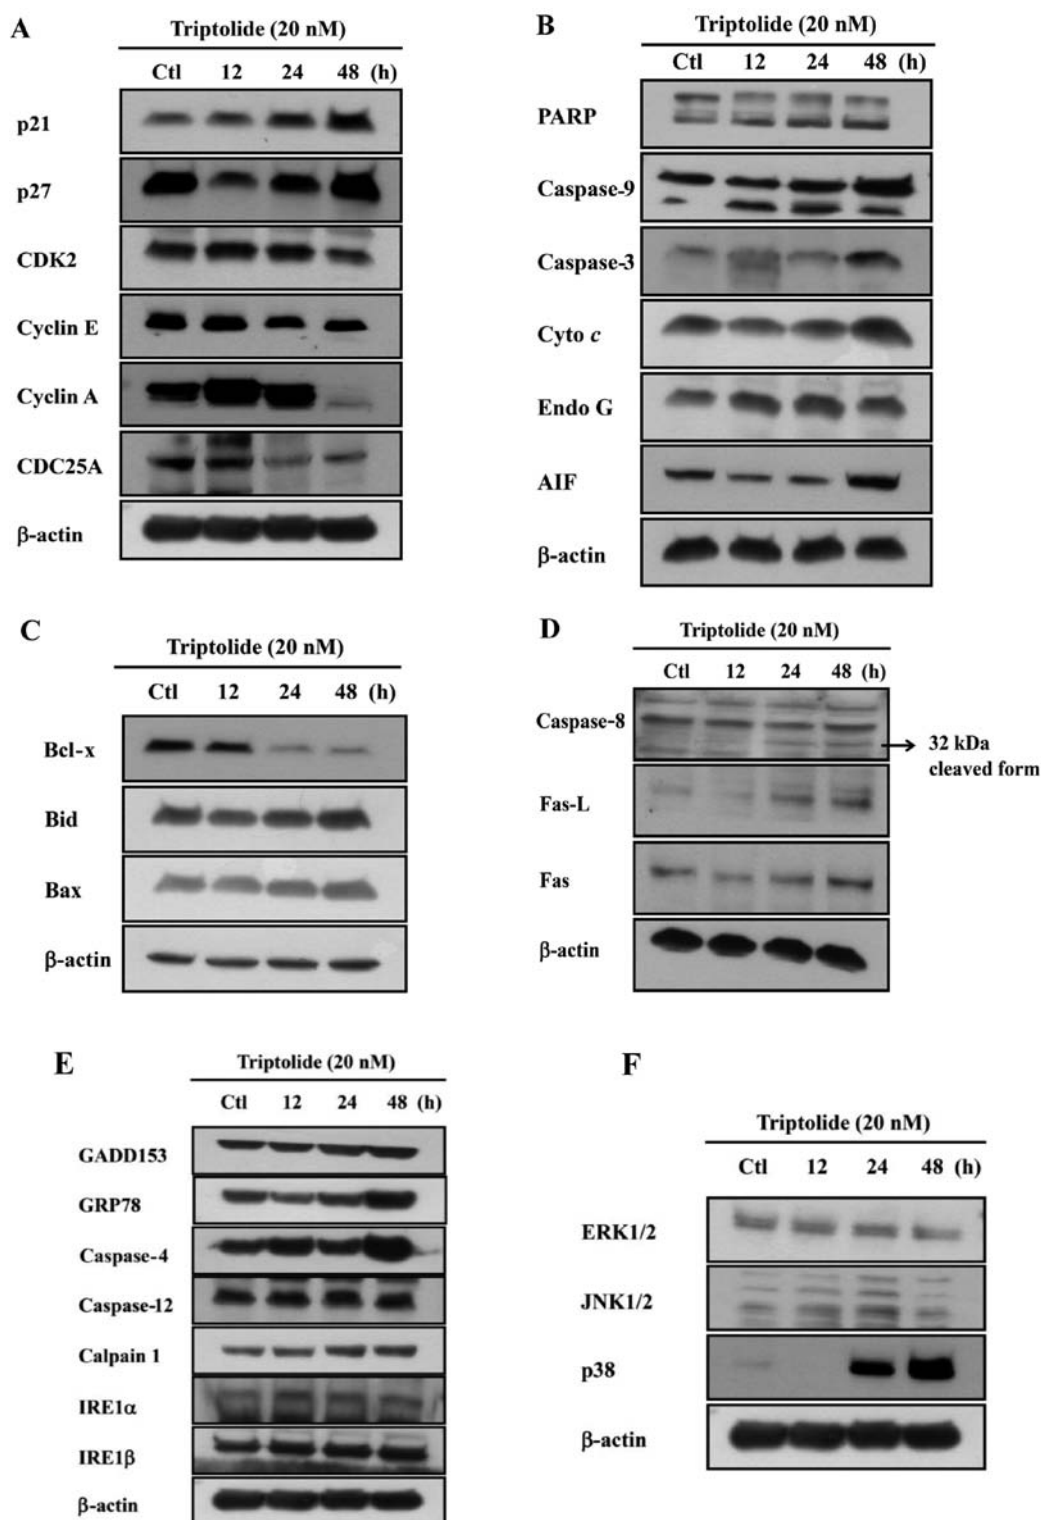 A
Triptolide (20 nM)
Ctl 12 24 48 (h)
p21
p27
CDK2
Cyclin E
Cyclin A
CDC25A
β-actin
B
Triptolide (20 nM)
Ctl 12 24 48 (h)
PARP
Caspase-9
Caspase-3
Cyto c
Endo G
AIF
β-actin
C
Triptolide (20 nM)
Ctl 12 24 48 (h)
Bcl-x
Bid
Bax
β-actin
D
Triptolide (20 nM)
Ctl 12 24 48 (h)
Caspase-8
32 kDa
cleaved form
Fas-L
Fas
β-actin
E
Triptolide (20 nM)
Ctl 12 24 48 (h)
GADD153
GRP78
Caspase-4
Caspase-12
Calpain 1
IRE1α
IRE1β
β-actin
F
Triptolide (20 nM)
Ctl 12 24 48 (h)
ERK1/2
JNK1/2
p38
β-actin